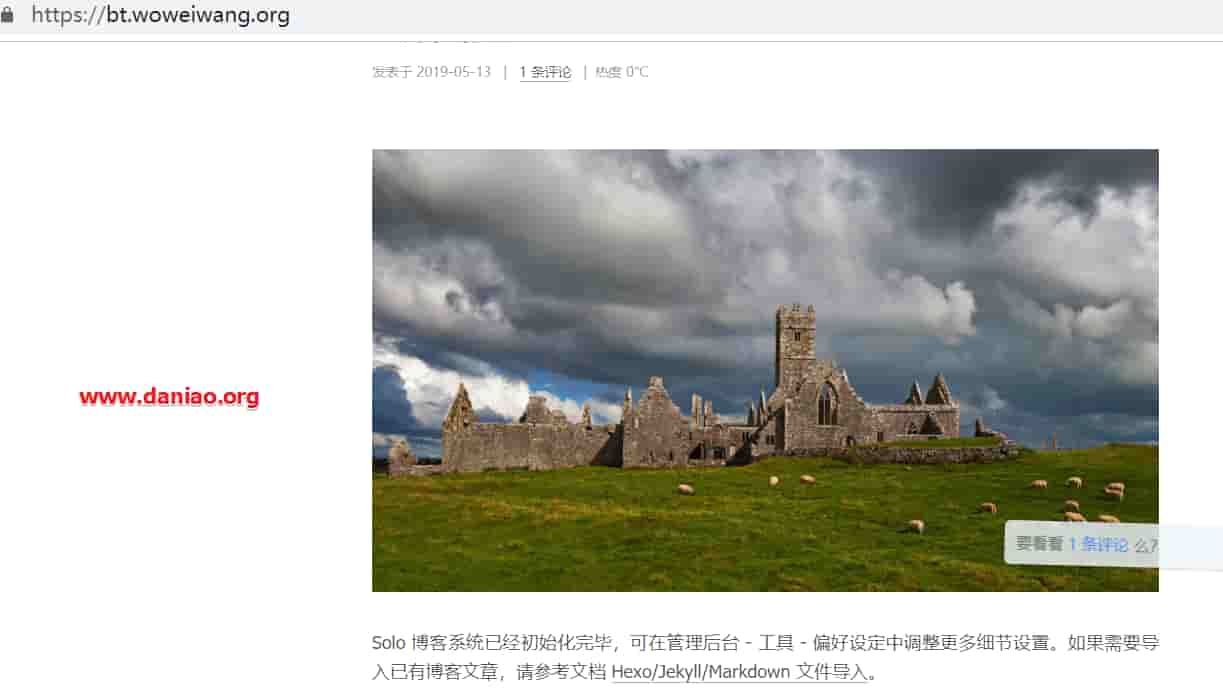 https://bt.woweiwang.org
发表于 2019-05-13 | 1 条评论 | 热度 0℃
www.daniao.org
要看看 1 条评论 么?
Solo 博客系统已经初始化完毕，可在管理后台 - 工具 - 偏好设定中调整更多细节设置。如果需要导
入已有博客文章，请参考文档 Hexo/Jekyll/Markdown 文件导入。